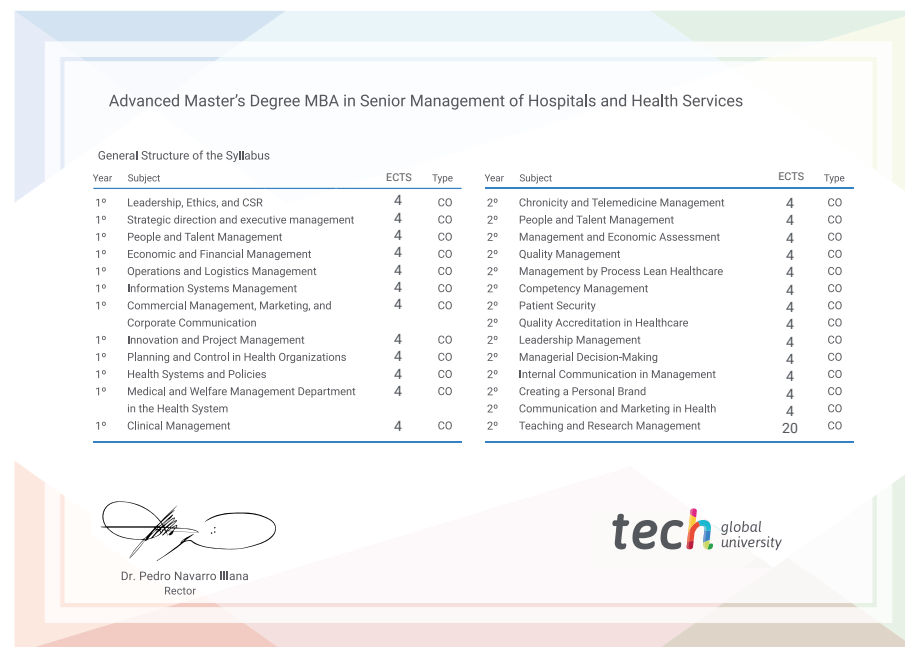 Advanced Master's Degree MBA in Senior Management of Hospitals and Health Services
General Structure of the Syllabus
Year Subject ECTS Type
1º Leadership, Ethics, and CSR 4 CO
1º Strategic direction and executive management 4 CO
1º People and Talent Management 4 CO
1º Economic and Financial Management 4 CO
1º Operations and Logistics Management 4 CO
1º Information Systems Management 4 CO
1º Commercial Management, Marketing, and 4 CO
Corporate Communication
1º Innovation and Project Management 4 CO
1º Planning and Control in Health Organizations 4 CO
1º Health Systems and Policies 4 CO
1º Medical and Welfare Management Department 4 CO
in the Health System
1º Clinical Management 4 CO
Year Subject ECTS Type
2º Chronicity and Telemedicine Management 4 CO
2º People and Talent Management 4 CO
2º Management and Economic Assessment 4 CO
2º Quality Management 4 CO
2º Management by Process Lean Healthcare 4 CO
2º Competency Management 4 CO
2º Patient Security 4 CO
2º Quality Accreditation in Healthcare 4 CO
2º Leadership Management 4 CO
2º Managerial Decision-Making 4 CO
2º Internal Communication in Management 4 CO
2º Creating a Personal Brand 4 CO
2º Communication and Marketing in Health 4 CO
2º Teaching and Research Management 20 CO
Dr. Pedro Navarro Illana
Rector
tech global
university